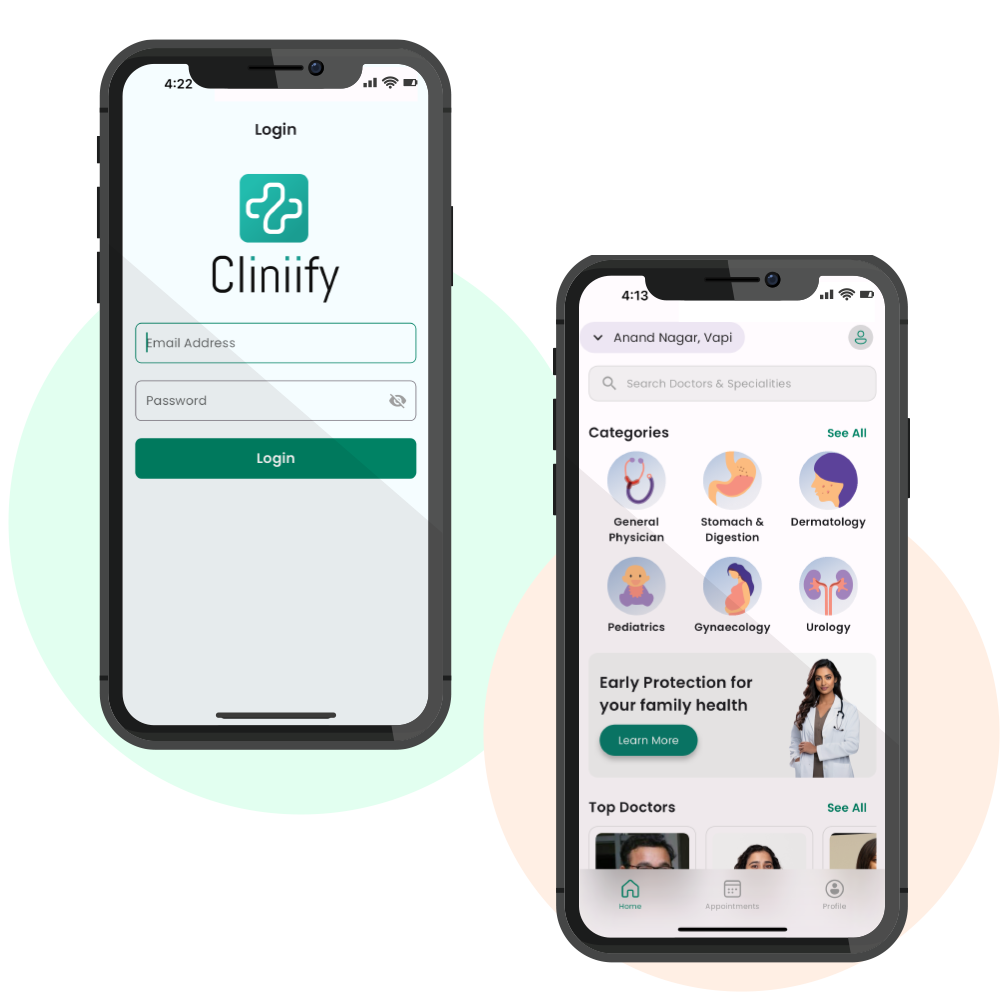 4:22
Login
Cliniify
Email Address
Password
Login
4:13
Anand Nagar, Vapi
Search Doctors & Specialities
Categories See All
General Physician
Stomach & Digestion
Dermatology
Pediatrics
Gynaecology
Urology
Early Protection for
your family health
Learn More
Top Doctors See All
Home
Appointments
Profile